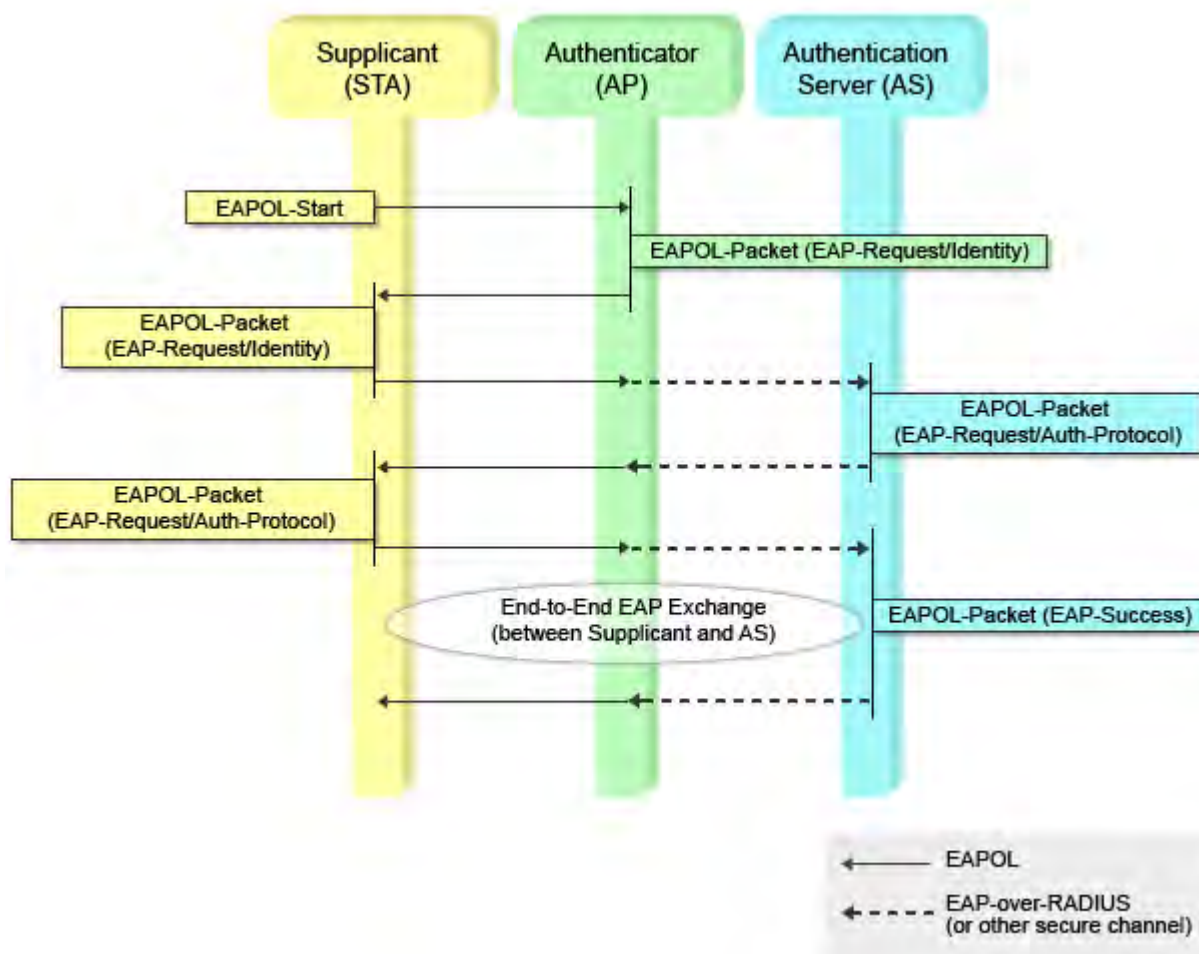 Supplicant
(STA)
Authenticator
(AP)
Authentication
Server (AS)
EAPOL-Start
EAPOL-Packet (EAP-Request/Identity)
EAPOL-Packet
(EAP-Request/Identity)
EAPOL-Packet
(EAP-Request/Auth-Protocol)
EAPOL-Packet
(EAP-Request/Auth-Protocol)
End-to-End EAP Exchange
(between Supplicant and AS)
EAPOL-Packet (EAP-Success)
EAPOL
EAP-over-RADIUS
(or other secure channel)